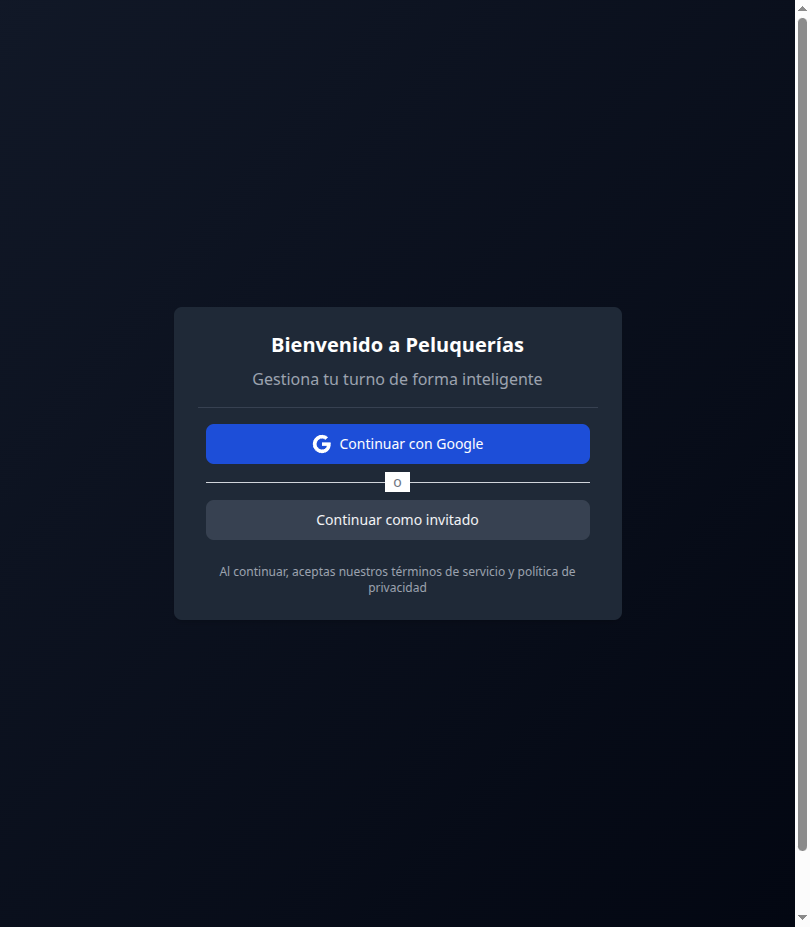 Bienvenido a Peluquerías
Gestiona tu turno de forma inteligente
Continuar con Google
o
Continuar como invitado
Al continuar, aceptas nuestros términos de servicio y política de
privacidad